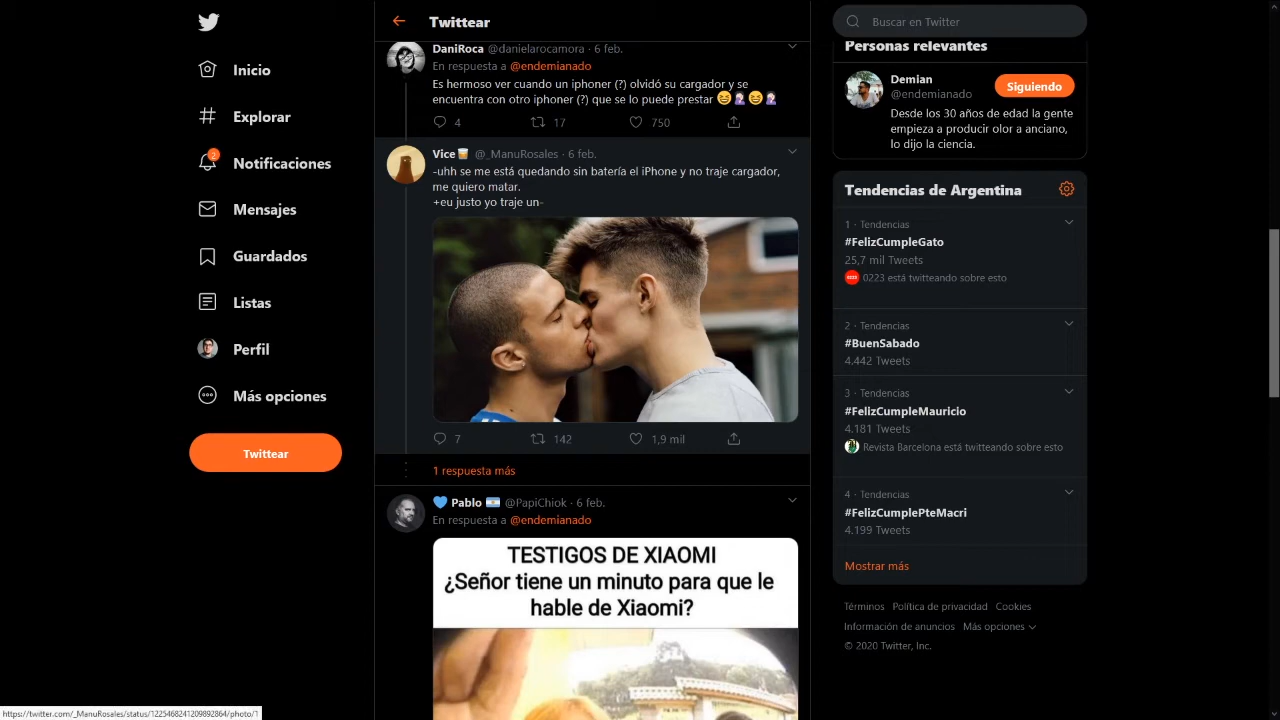 Inicio
Explorar
2
Notificaciones
Mensajes
Guardados
Listas
Perfil
Más opciones
Twittear
Twittear
DaniRoca @danielarocamora · 6 feb.
En respuesta a @endemianado
Es hermoso ver cuando un iphoner (?) olvidó su cargador y se
encuentra con otro iphoner (?) que se lo puede prestar 😆🤦🏻‍♀️😆🤦🏻‍♀️
4 17 750
Vice🥃 @_ManuRosales · 6 feb.
-uhh se me está quedando sin batería el iPhone y no traje cargador,
me quiero matar.
+eu justo yo traje un-
7 142 1,9 mil
1 respuesta más
💙 Pablo 🇦🇷 @PapiChiok · 6 feb.
En respuesta a @endemianado
TESTIGOS DE XIAOMI
¿Señor tiene un minuto para que le
hable de Xiaomi?
Buscar en Twitter
Personas relevantes
Demian
@endemianado
Siguiendo
Desde los 30 años de edad la gente
empieza a producir olor a anciano,
lo dijo la ciencia.
Tendencias de Argentina
1 · Tendencias
#FelizCumpleGato
25,7 mil Tweets
0223 0223 está twitteando sobre esto
2 · Tendencias
#BuenSabado
4.442 Tweets
3 · Tendencias
#FelizCumpleMauricio
4.181 Tweets
Revista Barcelona está twitteando sobre esto
4 · Tendencias
#FelizCumplePteMacri
4.199 Tweets
Mostrar más
Términos Política de privacidad Cookies
Información de anuncios Más opciones
© 2020 Twitter, Inc.
https://twitter.com/_ManuRosales/status/1225468241209892864/photo/1